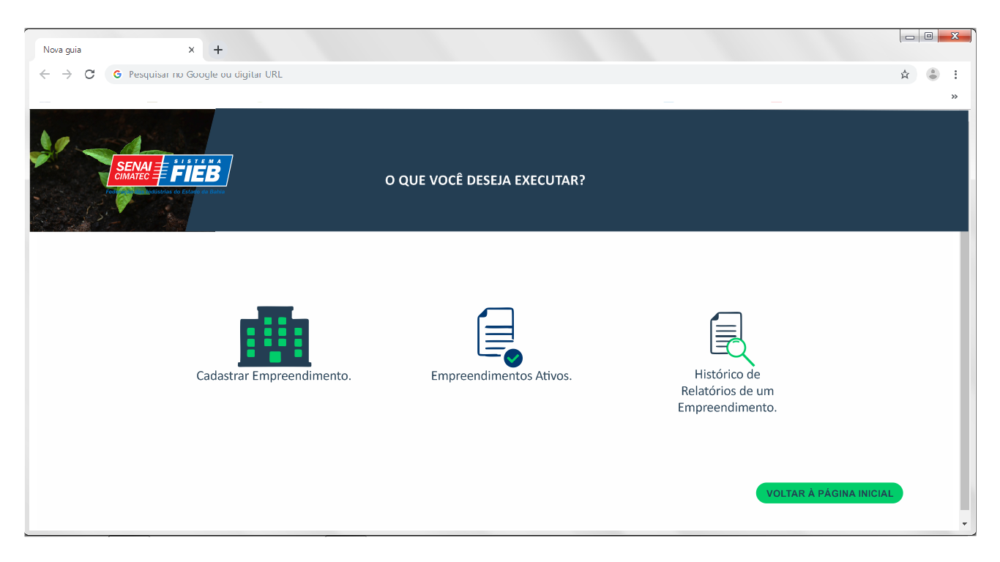 Nova guia
Pesquisar no Google ou digitar URL
SENAI
CIMATEC
SISTEMA
FIEB
Federação das Indústrias do Estado da Bahia
O QUE VOCÊ DESEJA EXECUTAR?
Cadastrar Empreendimento.
Empreendimentos Ativos.
Histórico de
Relatórios de um
Empreendimento.
VOLTAR À PÁGINA INICIAL